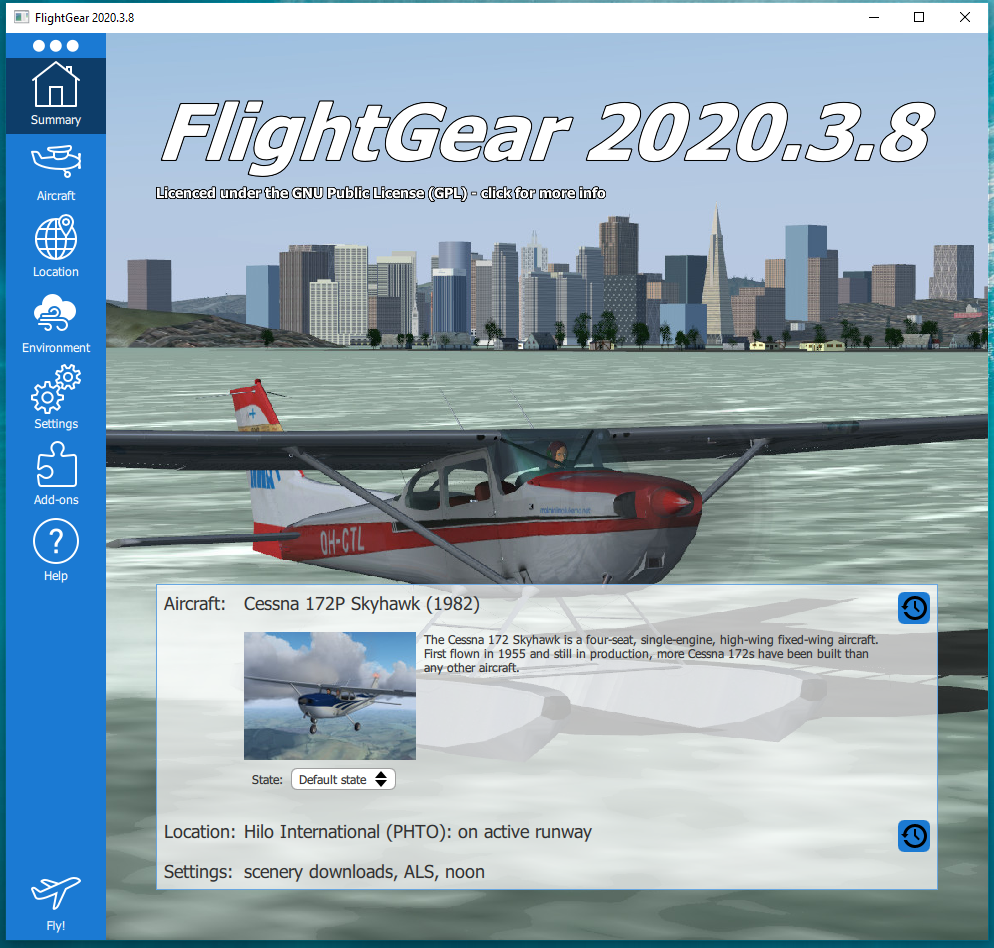 FlightGear 2020.3.8
Summary
Aircraft
Location
Environment
Settings
Add-ons
?
Help
Fly!
FlightGear 2020.3.8
Licenced under the GNU Public License (GPL) - click for more info
OH-CTL
Aircraft: Cessna 172P Skyhawk (1982)
The Cessna 172 Skyhawk is a four-seat, single-engine, high-wing fixed-wing aircraft.
First flown in 1955 and still in production, more Cessna 172s have been built than
any other aircraft.
State: Default state
Location: Hilo International (PHTO): on active runway
Settings: scenery downloads, ALS, noon